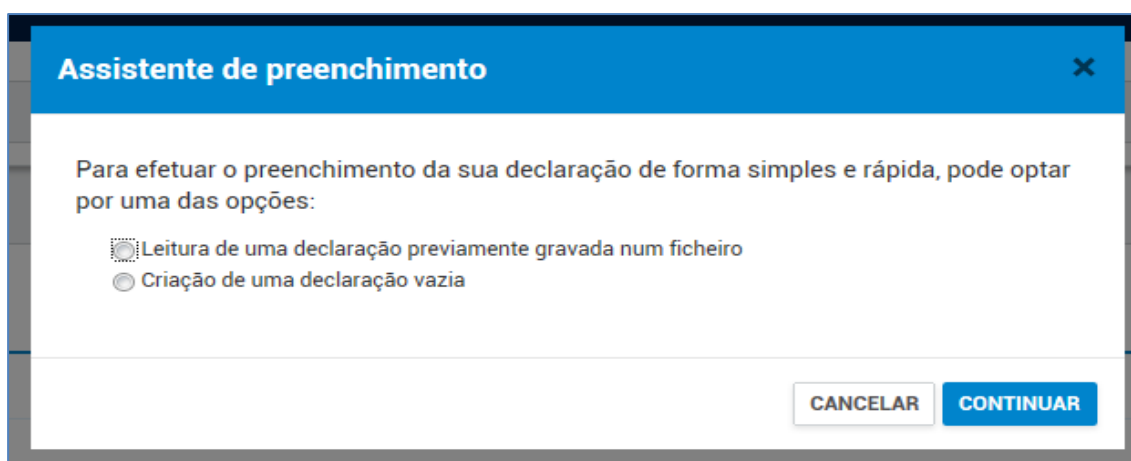 Assistente de preenchimento
Para efetuar o preenchimento da sua declaração de forma simples e rápida, pode optar
por uma das opções:
Leitura de uma declaração previamente gravada num ficheiro
Criação de uma declaração vazia
CANCELAR CONTINUAR